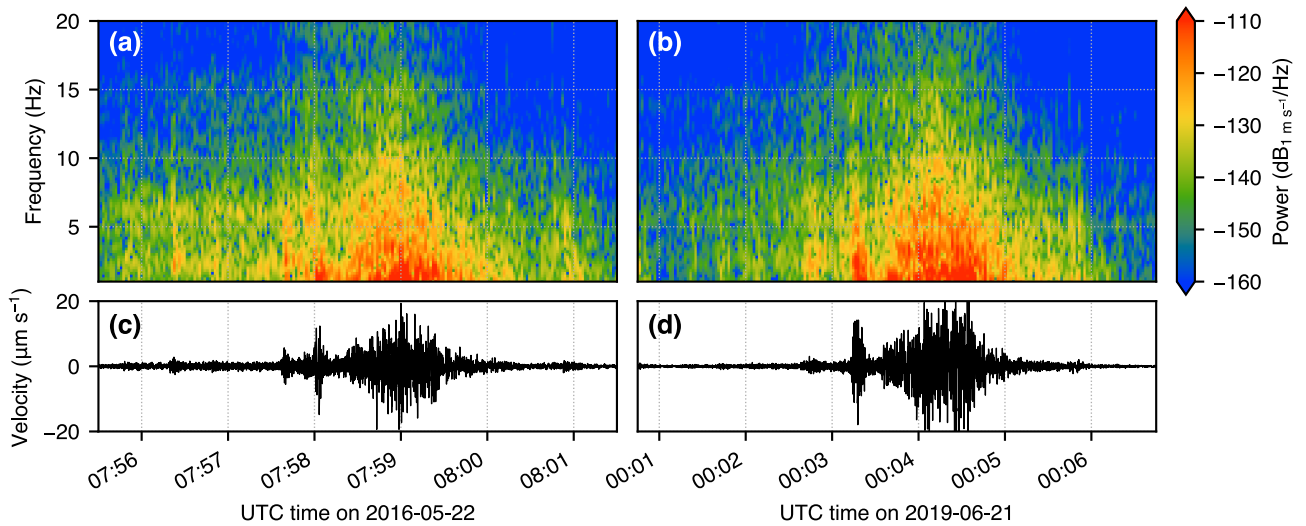 (a)
(b)
Frequency (Hz)
20
15
10
5
−110
−120
−130
−140
−150
−160
Power (dB1 m s−1/Hz)
(c)
(d)
Velocity (µm s−1)
20
0
−20
07:56 07:57 07:58 07:59 08:00 08:01
00:01 00:02 00:03 00:04 00:05 00:06
UTC time on 2016-05-22
UTC time on 2019-06-21